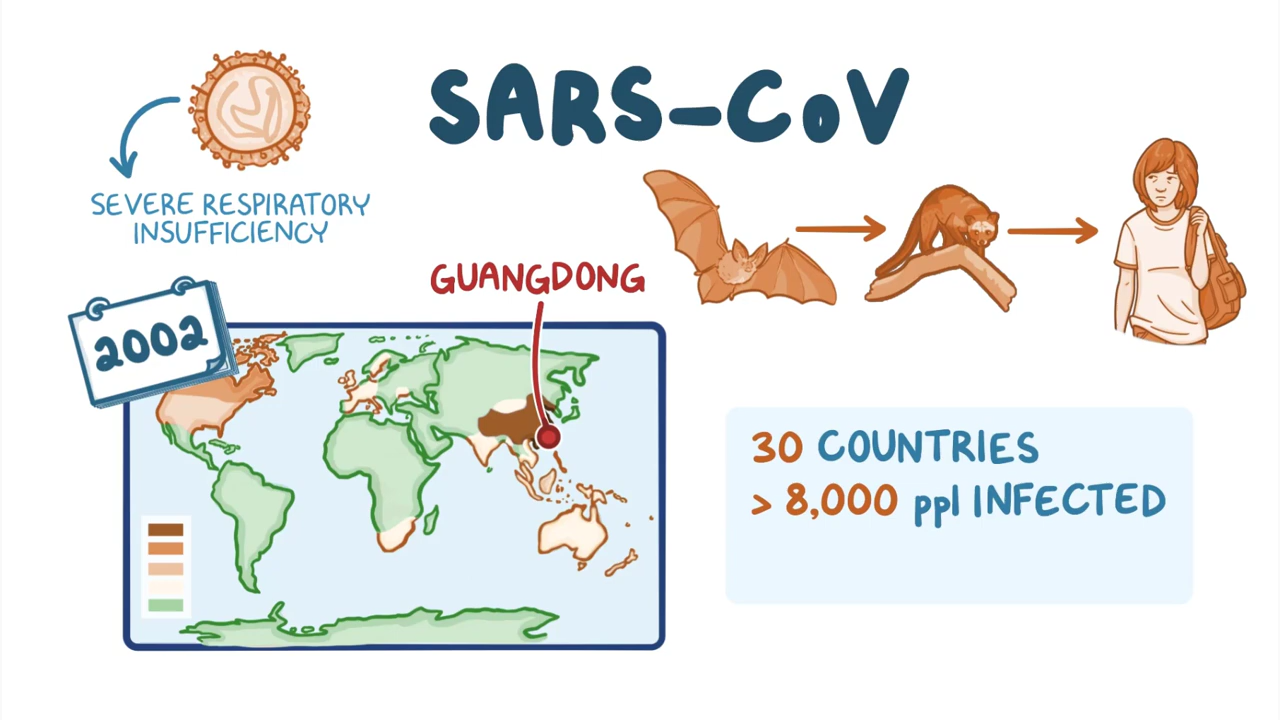 SARS-CoV
SEVERE RESPIRATORY
INSUFFICIENCY
GUANGDONG
2002
30 COUNTRIES
> 8,000 ppl INFECTED